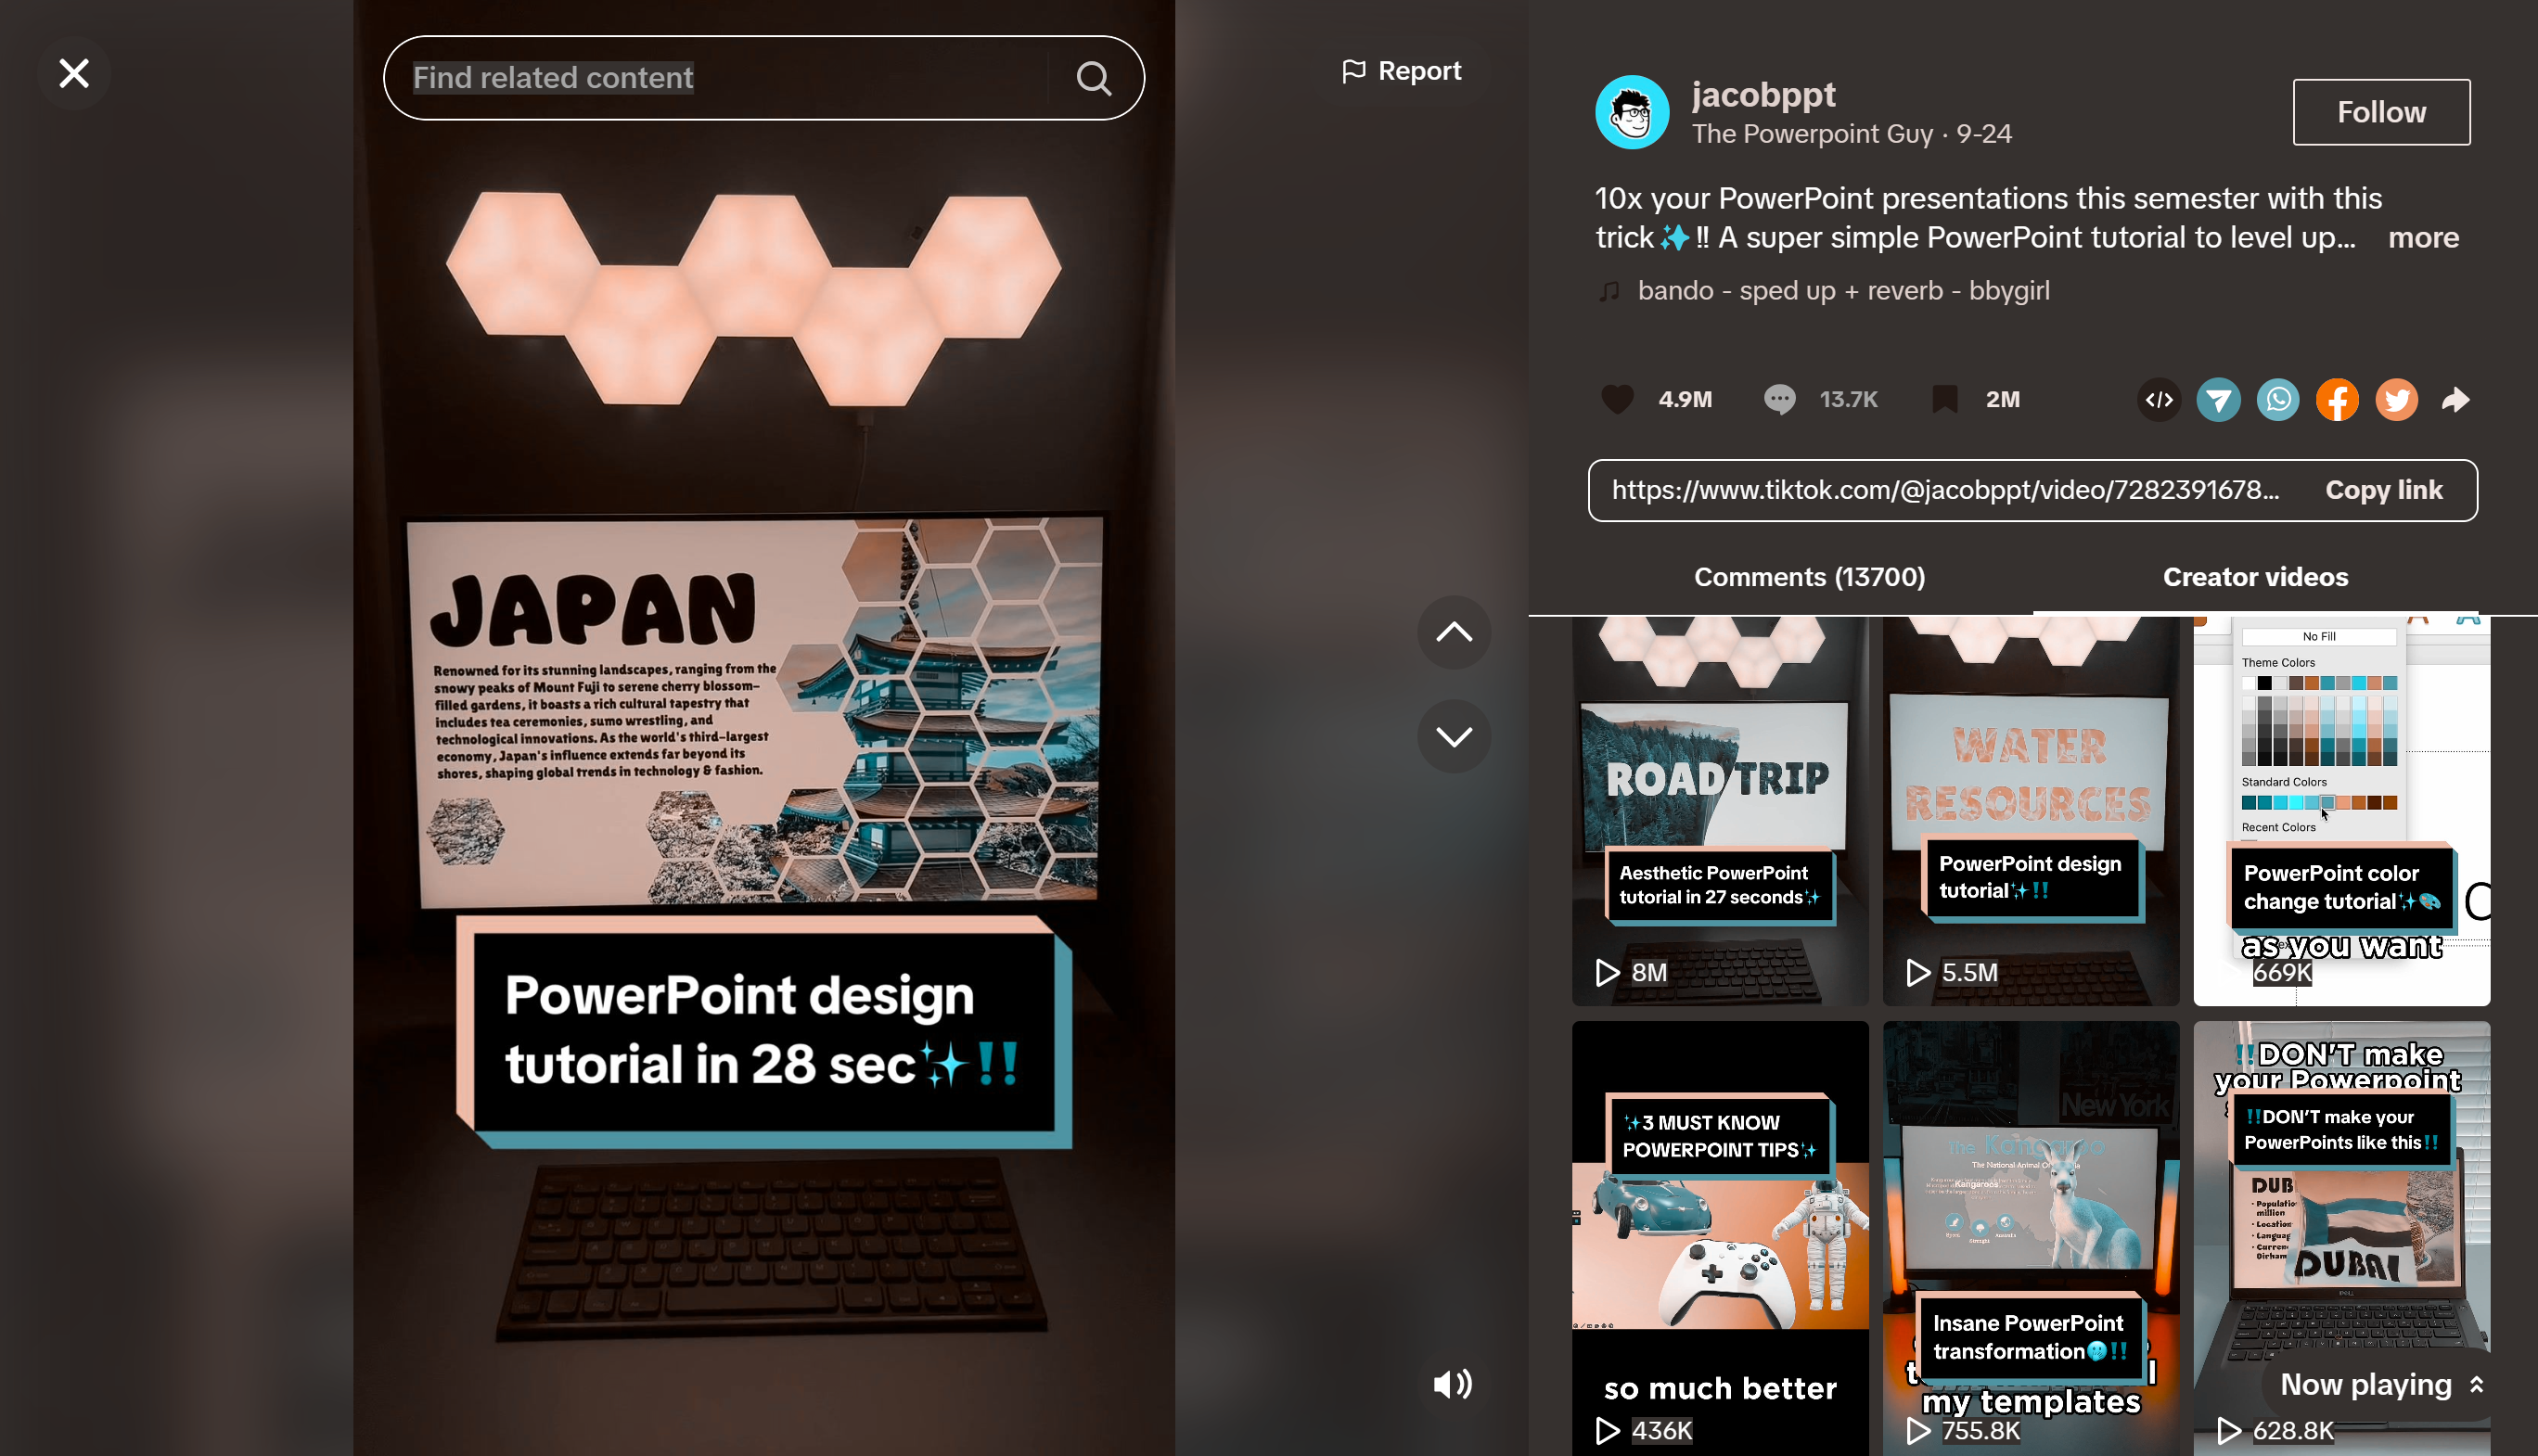 Find related content
Report
JAPAN
Renowned for its stunning landscapes, ranging from the
snowy peaks of Mount Fuji to serene cherry blossom–
filled gardens, it boasts a rich cultural tapestry that
includes tea ceremonies, sumo wrestling, and
technological innovations. As the world's third-largest
economy, Japan's influence extends far beyond its
shores, shaping global trends in technology & fashion.
PowerPoint design
tutorial in 28 sec✨‼️
jacobppt
The Powerpoint Guy · 9-24
Follow
10x your PowerPoint presentations this semester with this
trick✨‼️ A super simple PowerPoint tutorial to level up...
more
bando - sped up + reverb - bbygirl
4.9M
13.7K
2M
https://www.tiktok.com/@jacobppt/video/7282391678...
Copy link
Comments (13700)
Creator videos
ROAD TRIP
Aesthetic PowerPoint
tutorial in 27 seconds✨
8M
WATER
RESOURCES
PowerPoint design
tutorial✨‼️
5.5M
No Fill
Theme Colors
Standard Colors
Recent Colors
PowerPoint color
change tutorial✨🎨
as you want
669K
✨3 MUST KNOW
POWERPOINT TIPS✨
so much better
436K
New York
The Kangaroo
The National Animal Of
Kangaroos
Insane PowerPoint
transformation🫢‼️
my templates
755.8K
‼️DON'T make
your Powerpoint
‼️DON'T make your
PowerPoints like this‼️
DUB
DUBAI
628.8K
Now playing